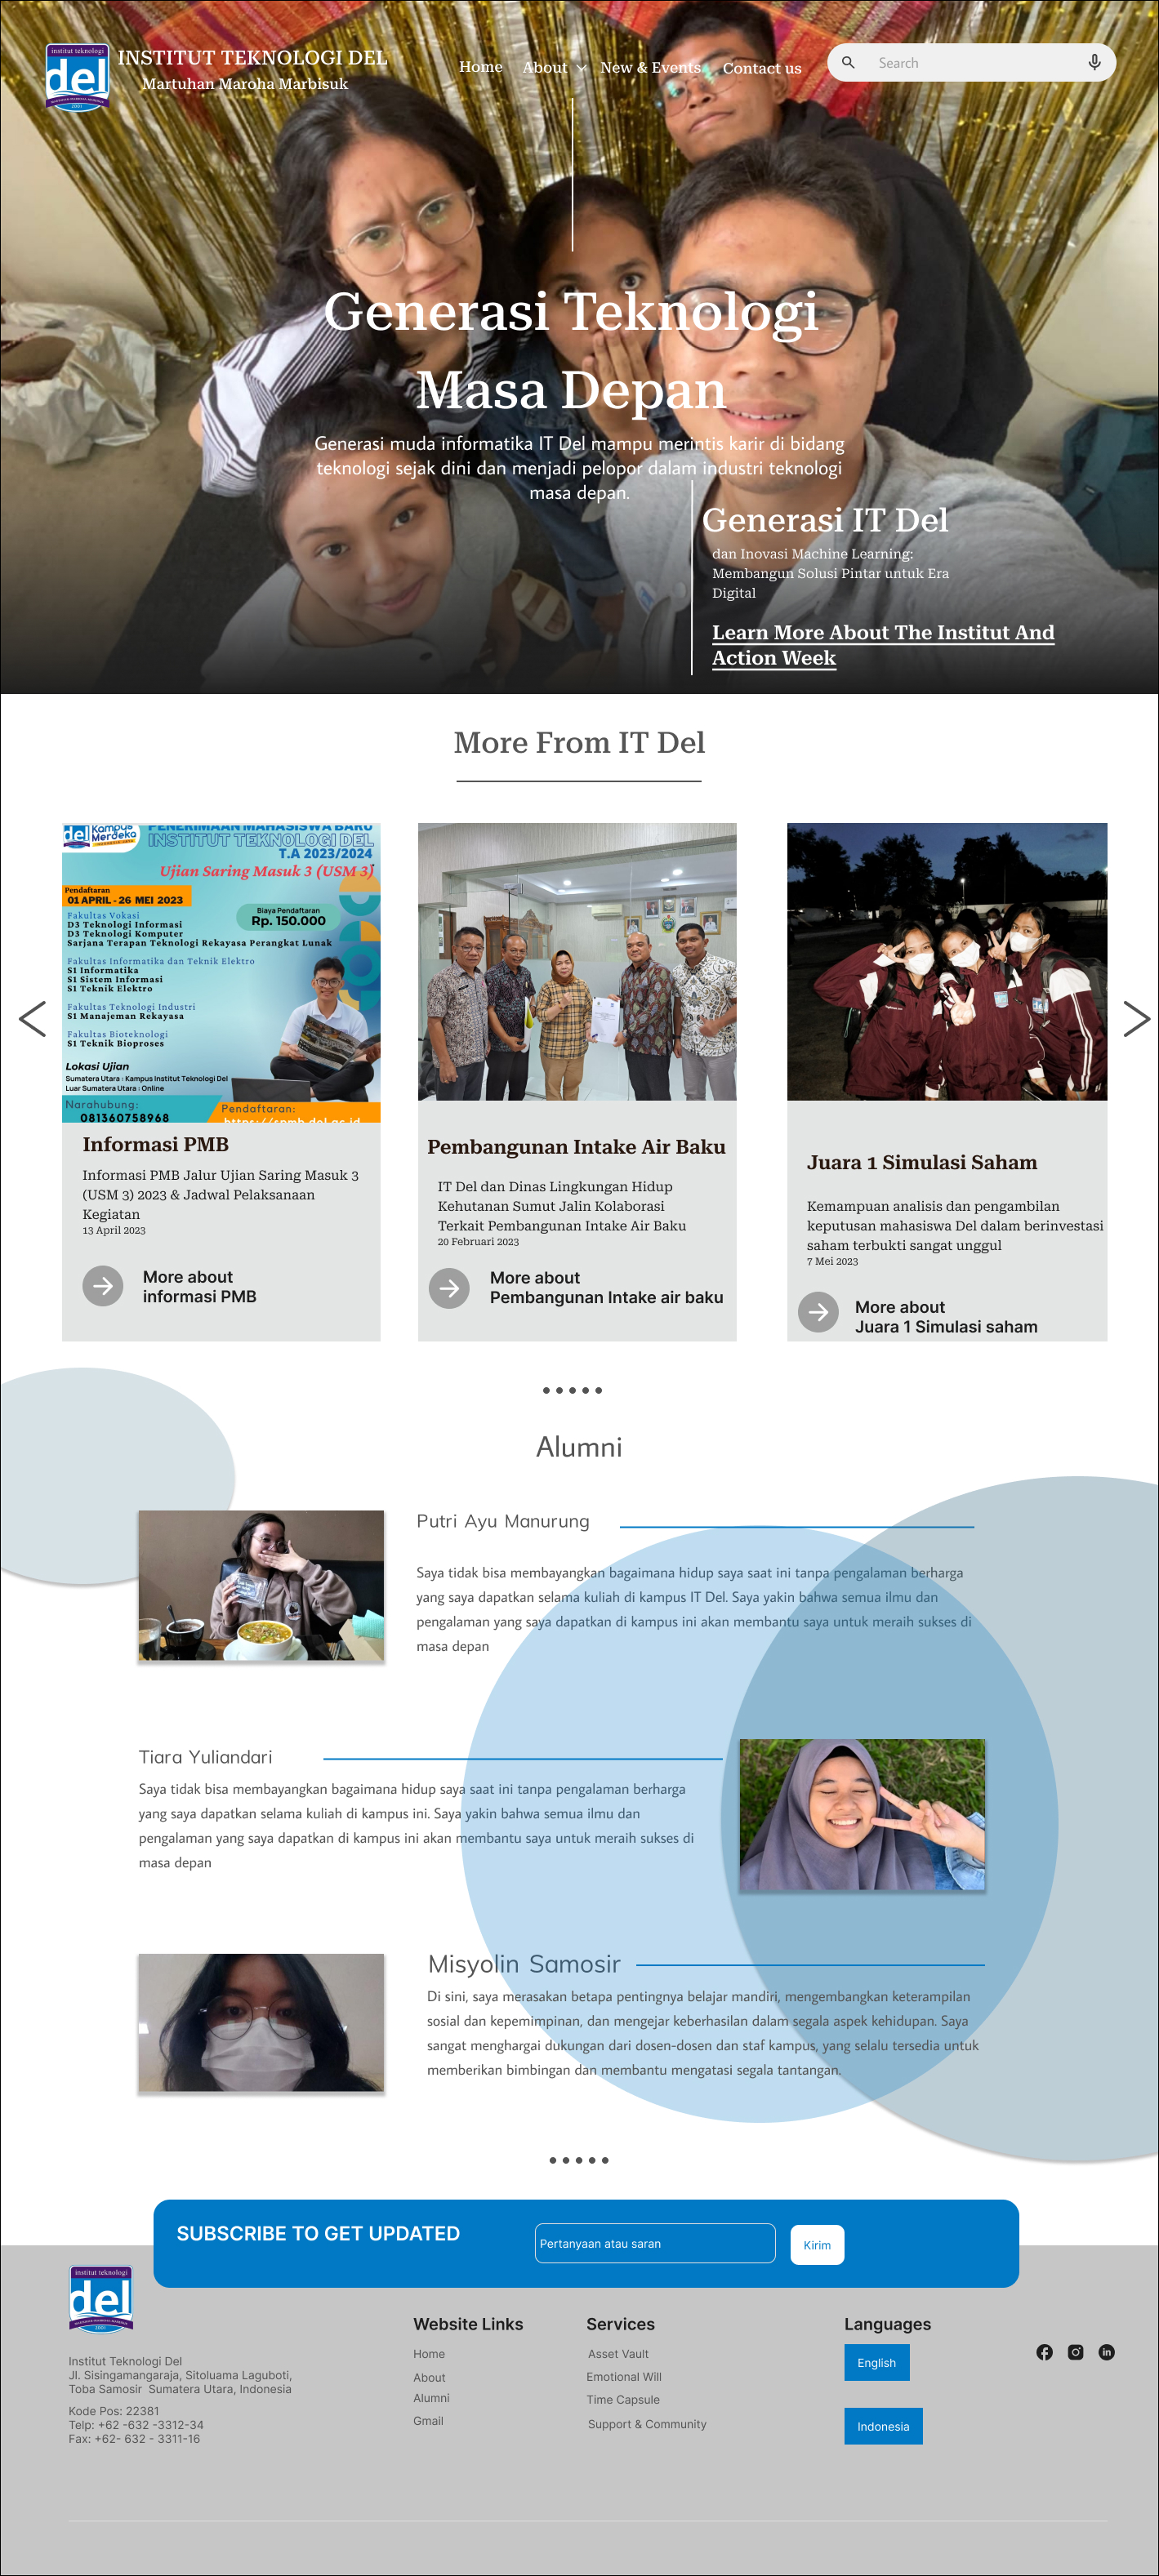 institut teknologi
del
MARTUHAN MAROHA MARBISUK
2001
INSTITUT TEKNOLOGI DEL
Martuhan Maroha Marbisuk
Home
About
New & Events
Contact us
Search
Generasi Teknologi
Masa Depan
Generasi muda informatika IT Del mampu merintis karir di bidang
teknologi sejak dini dan menjadi pelopor dalam industri teknologi
masa depan.
Generasi IT Del
dan Inovasi Machine Learning:
Membangun Solusi Pintar untuk Era
Digital
Learn More About The Institut And
Action Week
More From IT Del
del
Kampus
Merdeka
PENERIMAAN MAHASISWA BARU
INSTITUT TEKNOLOGI DEL
T.A 2023/2024
Ujian Saring Masuk 3 (USM 3)
Pendaftaran
01 APRIL - 26 MEI 2023
Biaya Pendaftaran
Rp. 150.000
Fakultas Vokasi
D3 Teknologi Informasi
D3 Teknologi Komputer
Sarjana Terapan Teknologi Rekayasa Perangkat Lunak
Fakultas Informatika dan Teknik Elektro
S1 Informatika
S1 Sistem Informasi
S1 Teknik Elektro
Fakultas Teknologi Industri
S1 Manajemen Rekayasa
Fakultas Bioteknologi
S1 Teknik Bioproses
Lokasi Ujian
Sumatera Utara : Kampus Institut Teknologi Del
Luar Sumatera Utara : Online
Narahubung:
081360758968
Pendaftaran:
https://spmb.del.ac.id
Informasi PMB
Informasi PMB Jalur Ujian Saring Masuk 3
(USM 3) 2023 & Jadwal Pelaksanaan
Kegiatan
13 April 2023
More about
informasi PMB
Pembangunan Intake Air Baku
IT Del dan Dinas Lingkungan Hidup
Kehutanan Sumut Jalin Kolaborasi
Terkait Pembangunan Intake Air Baku
20 Februari 2023
More about
Pembangunan Intake air baku
Juara 1 Simulasi Saham
Kemampuan analisis dan pengambilan
keputusan mahasiswa Del dalam berinvestasi
saham terbukti sangat unggul
7 Mei 2023
More about
Juara 1 Simulasi saham
Alumni
Putri Ayu Manurung
Saya tidak bisa membayangkan bagaimana hidup saya saat ini tanpa pengalaman berharga
yang saya dapatkan selama kuliah di kampus IT Del. Saya yakin bahwa semua ilmu dan
pengalaman yang saya dapatkan di kampus ini akan membantu saya untuk meraih sukses di
masa depan
Tiara Yuliandari
Saya tidak bisa membayangkan bagaimana hidup saya saat ini tanpa pengalaman berharga
yang saya dapatkan selama kuliah di kampus ini. Saya yakin bahwa semua ilmu dan
pengalaman yang saya dapatkan di kampus ini akan membantu saya untuk meraih sukses di
masa depan
Misyolin Samosir
Di sini, saya merasakan betapa pentingnya belajar mandiri, mengembangkan keterampilan
sosial dan kepemimpinan, dan mengejar keberhasilan dalam segala aspek kehidupan. Saya
sangat menghargai dukungan dari dosen-dosen dan staf kampus, yang selalu tersedia untuk
memberikan bimbingan dan membantu mengatasi segala tantangan.
SUBSCRIBE TO GET UPDATED
Pertanyaan atau saran
Kirim
institut teknologi
del
MARTUHAN MAROHA MARBISUK
2001
Institut Teknologi Del
Jl. Sisingamangaraja, Sitoluama Laguboti,
Toba Samosir  Sumatera Utara, Indonesia
Kode Pos: 22381
Telp: +62 -632 -3312-34
Fax: +62- 632 - 3311-16
Website Links
Home
About
Alumni
Gmail
Services
Asset Vault
Emotional Will
Time Capsule
Support & Community
Languages
English
Indonesia